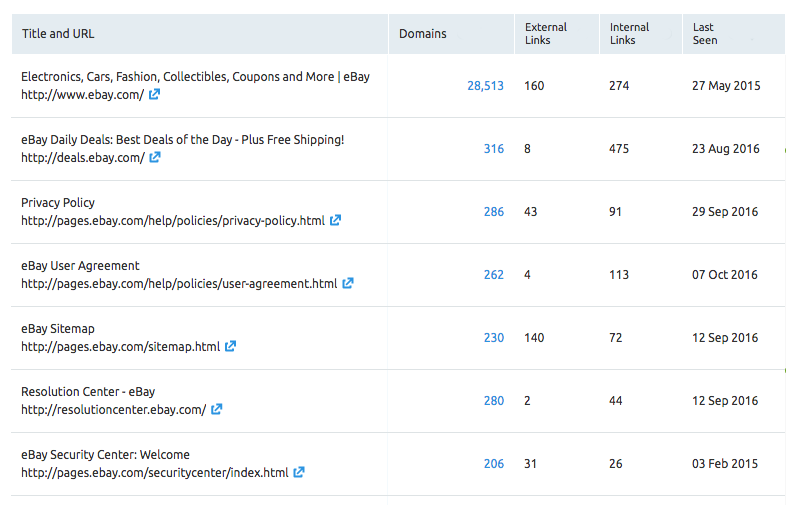 Title and URL Domains External Links Internal Links Last Seen
Electronics, Cars, Fashion, Collectibles, Coupons and More | eBay
http://www.ebay.com/ 28,513 160 274 27 May 2015
eBay Daily Deals: Best Deals of the Day - Plus Free Shipping!
http://deals.ebay.com/ 316 8 475 23 Aug 2016
Privacy Policy
http://pages.ebay.com/help/policies/privacy-policy.html 286 43 91 29 Sep 2016
eBay User Agreement
http://pages.ebay.com/help/policies/user-agreement.html 262 4 113 07 Oct 2016
eBay Sitemap
http://pages.ebay.com/sitemap.html 230 140 72 12 Sep 2016
Resolution Center - eBay
http://resolutioncenter.ebay.com/ 280 2 44 12 Sep 2016
eBay Security Center: Welcome
http://pages.ebay.com/securitycenter/index.html 206 31 26 03 Feb 2015